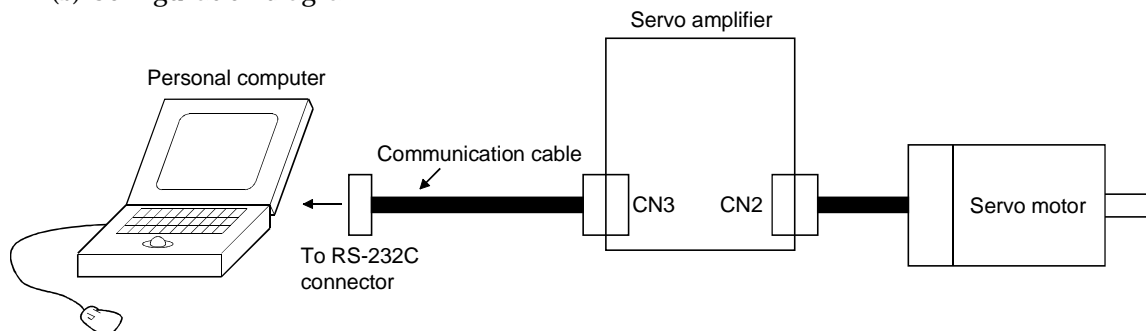 Servo amplifier
Personal computer
Communication cable
CN3
CN2
Servo motor
To RS-232C
connector